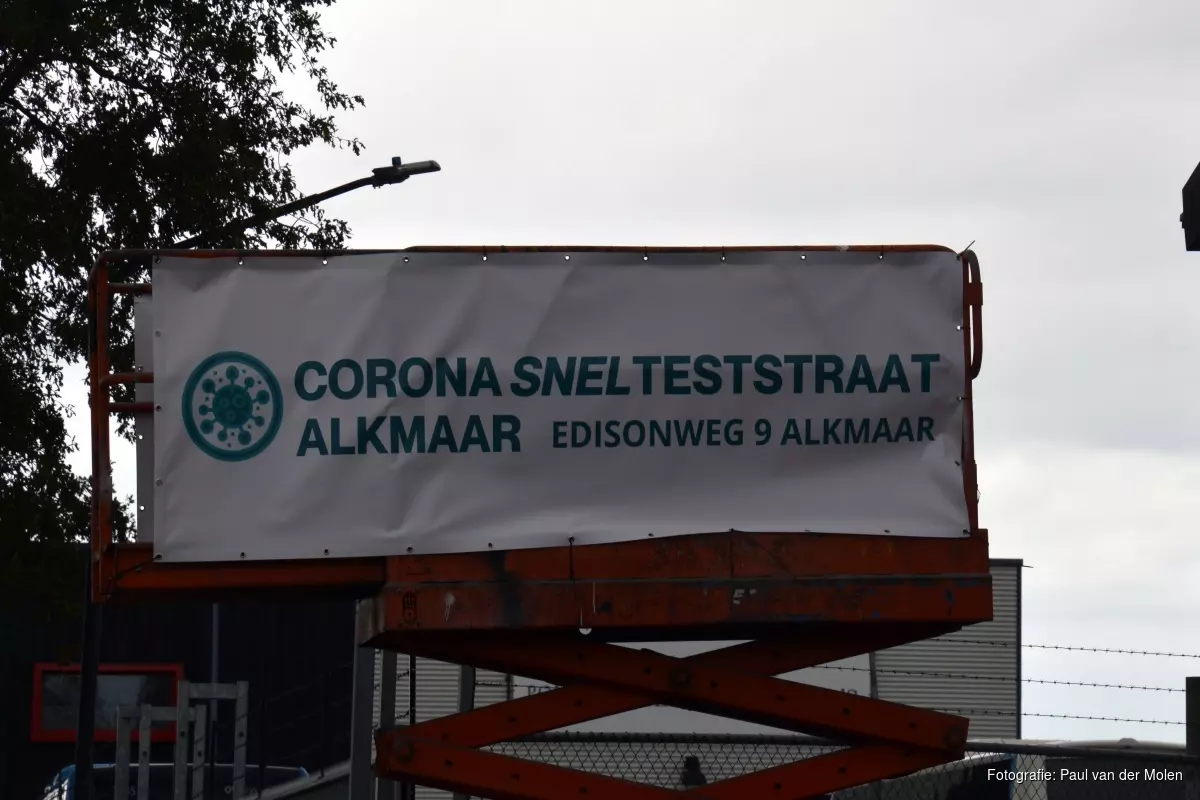 CORONA SNELTESTSTRAAT
ALKMAAR EDISONWEG 9 ALKMAAR
Fotografie: Paul van der Molen